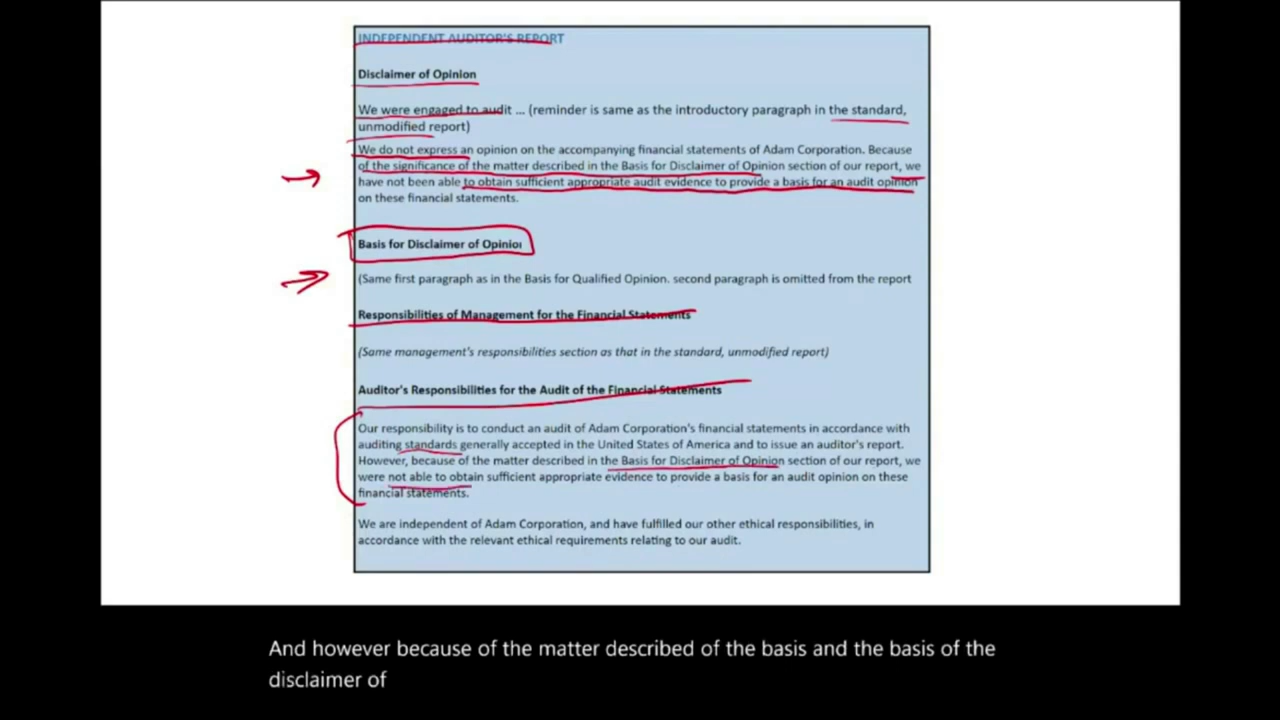 INDEPENDENT AUDITOR'S REPORT
Disclaimer of Opinion
We were engaged to audit ... (reminder is same as the introductory paragraph in the standard,
unmodified report)
We do not express an opinion on the accompanying financial statements of Adam Corporation. Because
of the significance of the matter described in the Basis for Disclaimer of Opinion section of our report, we
have not been able to obtain sufficient appropriate audit evidence to provide a basis for an audit opinion
on these financial statements.
Basis for Disclaimer of Opinion
(Same first paragraph as in the Basis for Qualified Opinion. second paragraph is omitted from the report
Responsibilities of Management for the Financial Statements
(Same management's responsibilities section as that in the standard, unmodified report)
Auditor's Responsibilities for the Audit of the Financial Statements
Our responsibility is to conduct an audit of Adam Corporation's financial statements in accordance with
auditing standards generally accepted in the United States of America and to issue an auditor's report.
However, because of the matter described in the Basis for Disclaimer of Opinion section of our report, we
were not able to obtain sufficient appropriate evidence to provide a basis for an audit opinion on these
financial statements.
We are independent of Adam Corporation, and have fulfilled our other ethical responsibilities, in
accordance with the relevant ethical requirements relating to our audit.
And however because of the matter described of the basis and the basis of the
disclaimer of